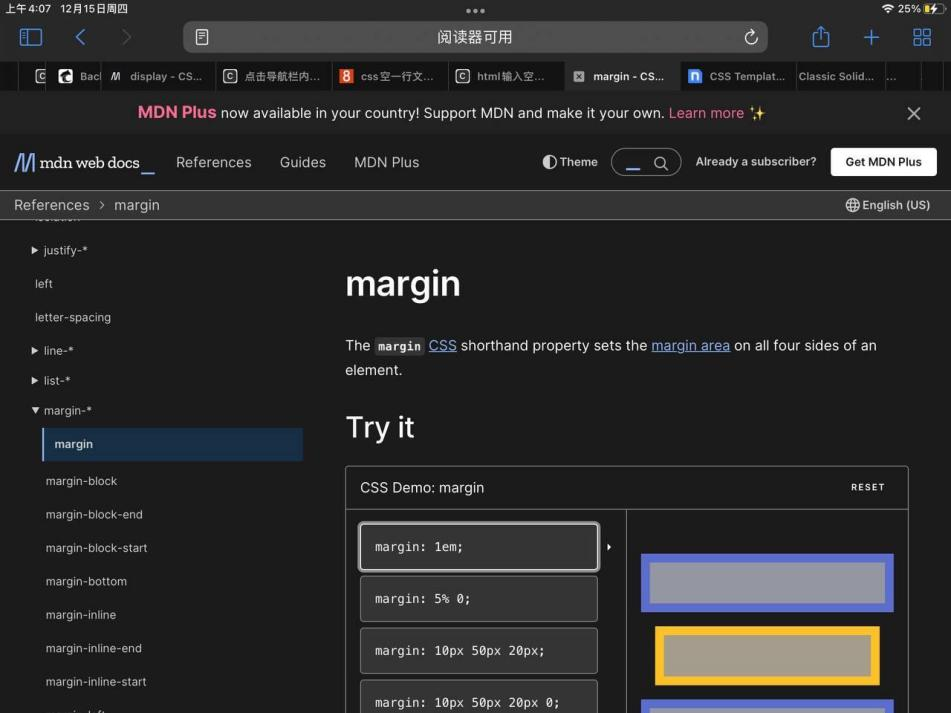 上午4:07 12月15日周四
25%
阅读器可用
Bacl
display - CS...
点击导航栏内...
css空一行文...
html输入空...
margin - CS...
CSS Templat...
Classic Solid...
...
MDN Plus now available in your country! Support MDN and make it your own. Learn more ✨
mdn web docs_
References
Guides
MDN Plus
Theme
Already a subscriber?
Get MDN Plus
References > margin
English (US)
justify-*
left
letter-spacing
line-*
list-*
margin-*
margin
margin-block
margin-block-end
margin-block-start
margin-bottom
margin-inline
margin-inline-end
margin-inline-start
margin
The margin CSS shorthand property sets the margin area on all four sides of an
element.
Try it
CSS Demo: margin
RESET
margin: 1em;
margin: 5% 0;
margin: 10px 50px 20px;
margin: 10px 50px 20px 0;